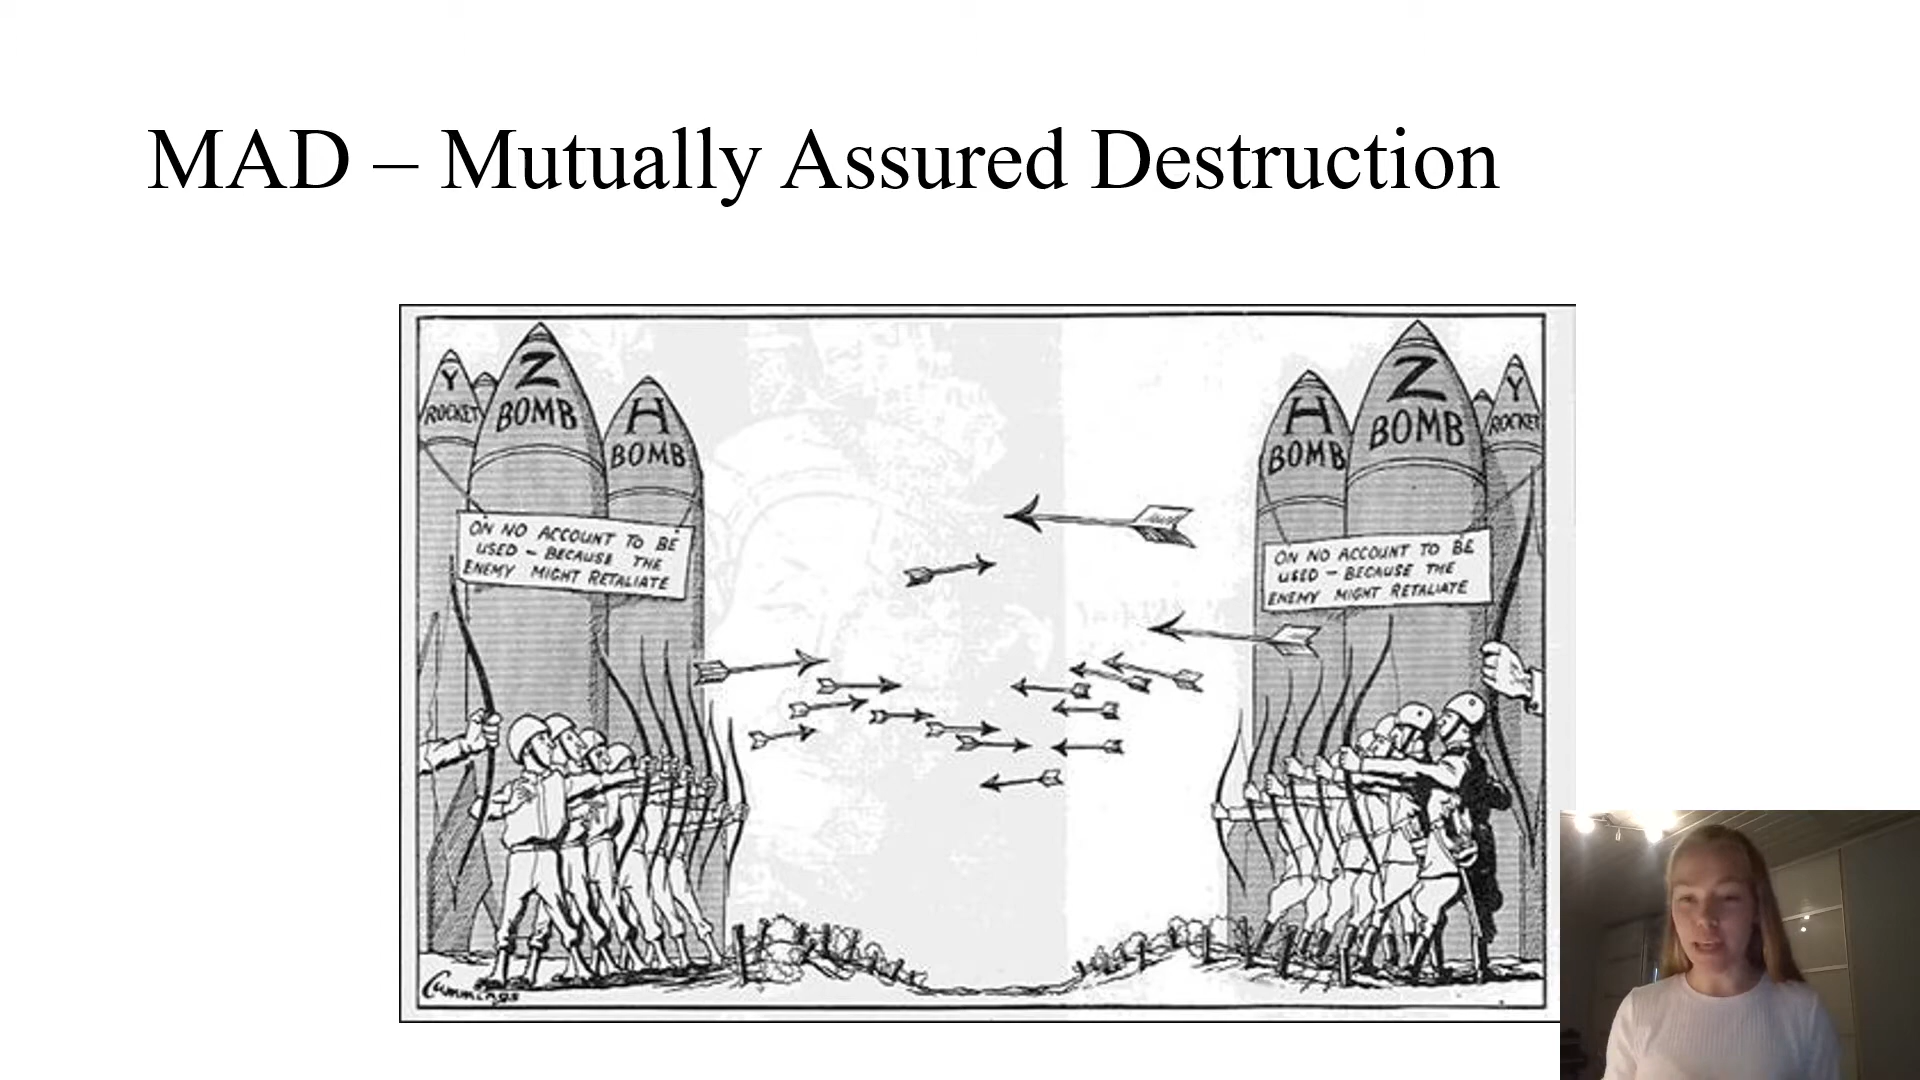 MAD – Mutually Assured Destruction
Y
ROCKET
Z
BOMB
H
BOMB
ON NO ACCOUNT TO BE
USED – BECAUSE THE
ENEMY MIGHT RETALIATE
H
BOMB
Z
BOMB
Y
ROCKET
ON NO ACCOUNT TO BE
USED – BECAUSE THE
ENEMY MIGHT RETALIATE
Cummings